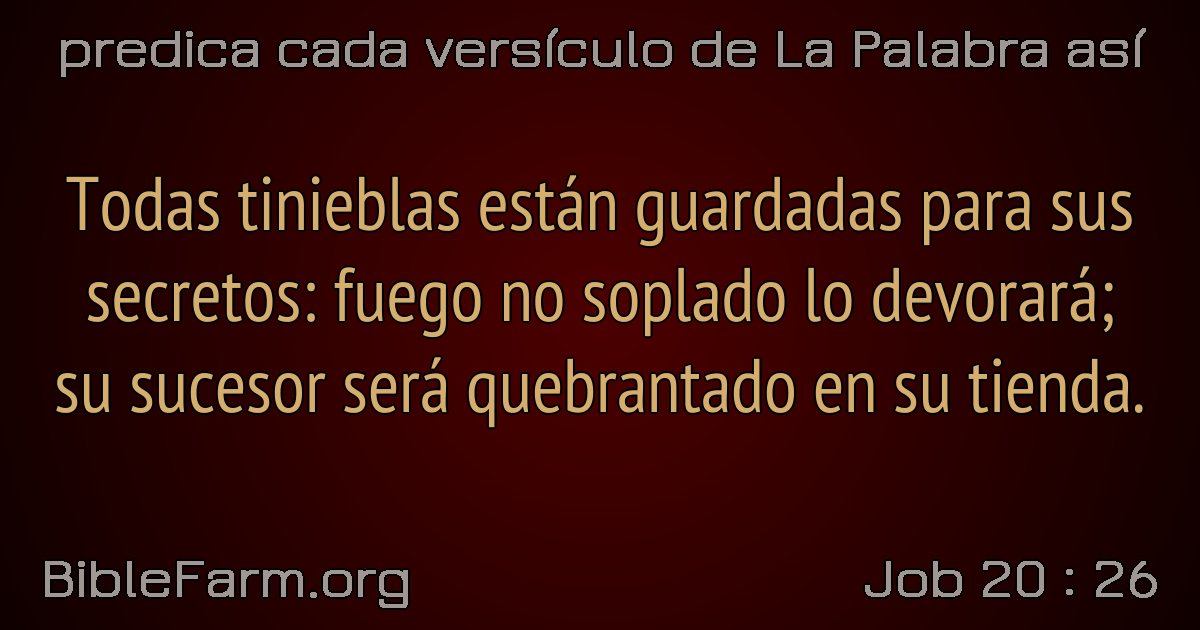 predica cada versículo de La Palabra así
Todas tinieblas están guardadas para sus
secretos: fuego no soplado lo devorará;
su sucesor será quebrantado en su tienda.
BibleFarm.org
Job 20 : 26